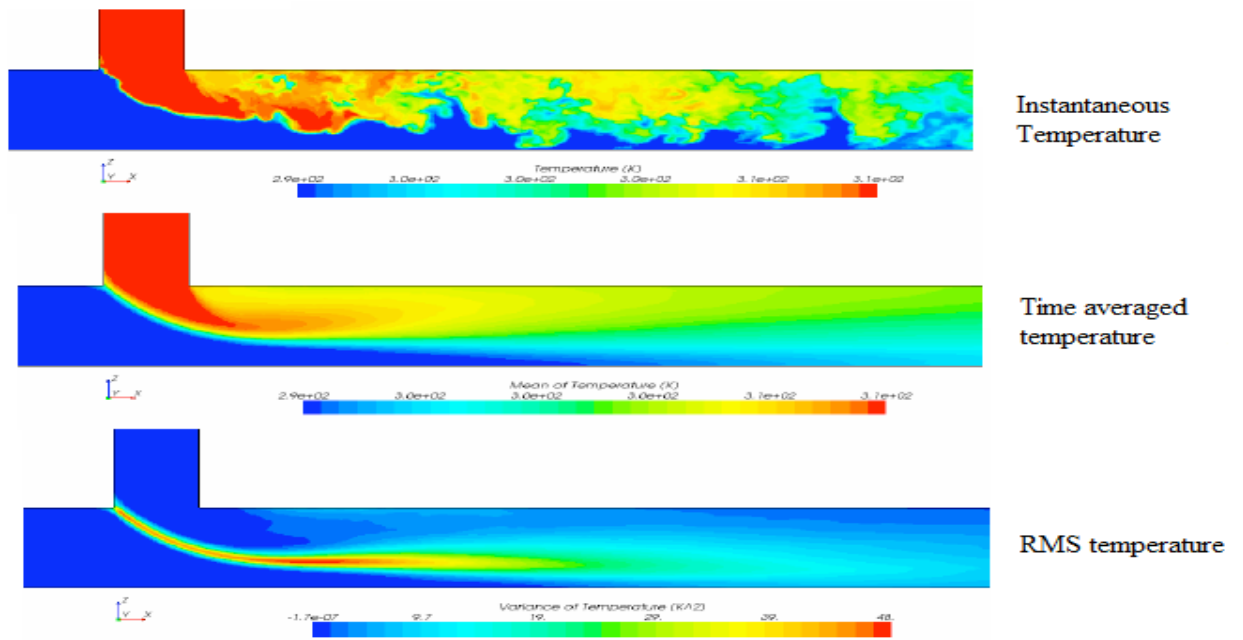 Instantaneous
Temperature
Z
Y X
Temperature (K)
2.9e+02 3.0e+02 3.0e+02 3.0e+02 3.1e+02 3.1e+02
Time averaged
temperature
Z
Y X
Mean of Temperature (K)
2.9e+02 3.0e+02 3.0e+02 3.0e+02 3.1e+02 3.1e+02
RMS temperature
Z
Y X
Variance of Temperature (K^2)
-1.7e-07 9.7 19. 29. 39. 48.